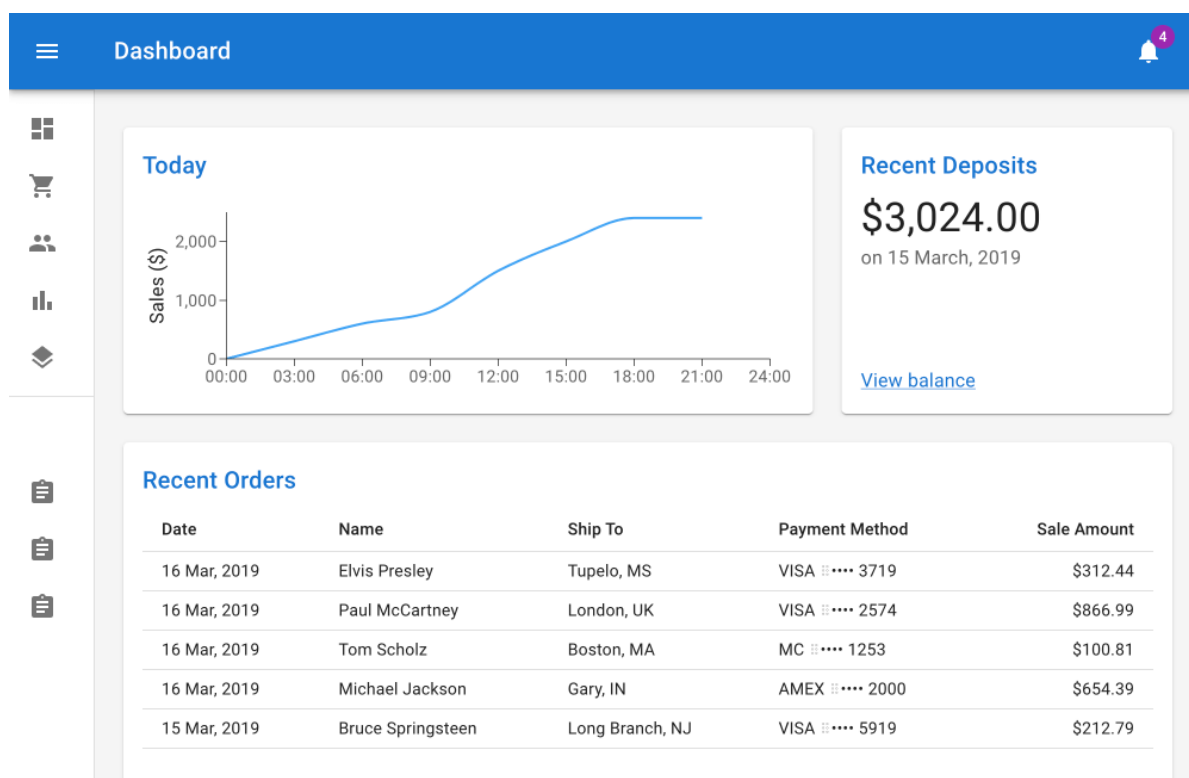 Dashboard
4
Today
Sales ($)
2,000
1,000
0
00:00 03:00 06:00 09:00 12:00 15:00 18:00 21:00 24:00
Recent Deposits
$3,024.00
on 15 March, 2019
View balance
Recent Orders
Date Name Ship To Payment Method Sale Amount
16 Mar, 2019 Elvis Presley Tupelo, MS VISA ⠿•••• 3719 $312.44
16 Mar, 2019 Paul McCartney London, UK VISA ⠿•••• 2574 $866.99
16 Mar, 2019 Tom Scholz Boston, MA MC ⠿•••• 1253 $100.81
16 Mar, 2019 Michael Jackson Gary, IN AMEX ⠿•••• 2000 $654.39
15 Mar, 2019 Bruce Springsteen Long Branch, NJ VISA ⠿•••• 5919 $212.79